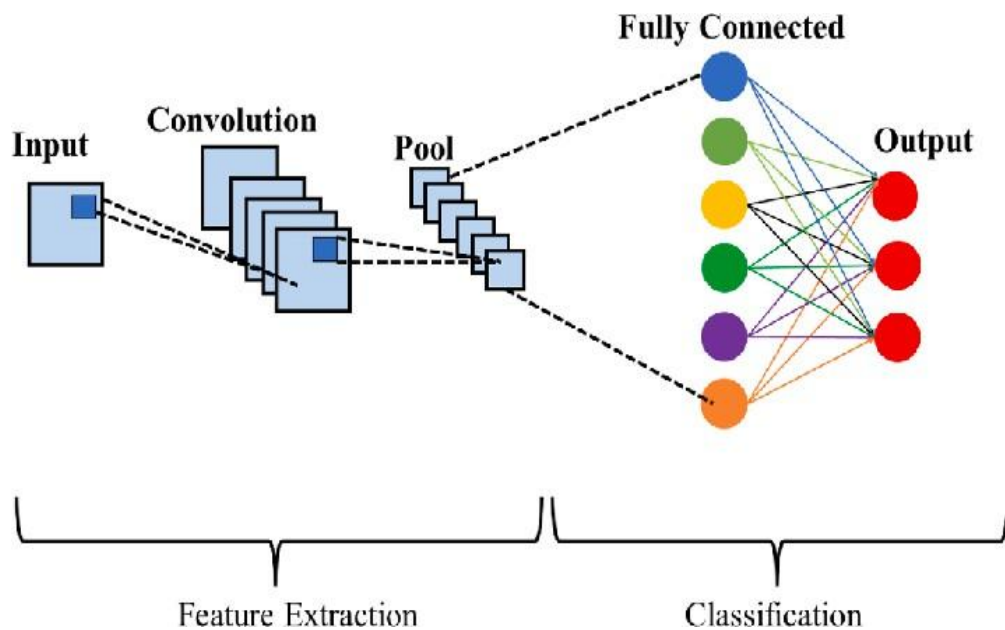 Fully Connected
Convolution
Input
Pool
Output
Feature Extraction
Classification